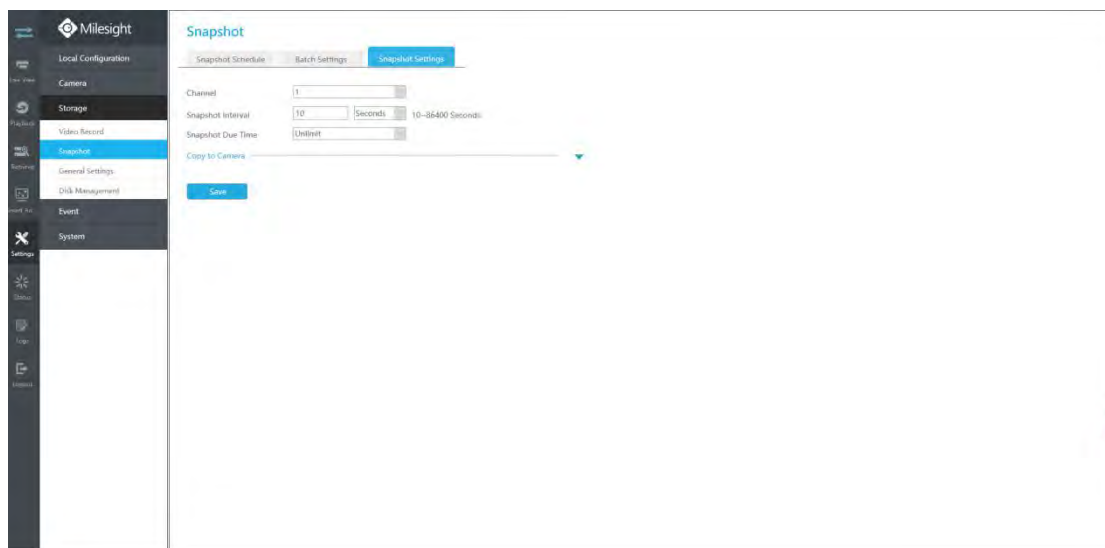 Milesight
Local Configuration
Camera
Storage
Video Record
Snapshot
General Settings
Disk Management
Event
System
Live View
Playback
Retrieve
Settings
Status
Logs
Logout
Snapshot
Snapshot Schedule
Batch Settings
Snapshot Settings
Channel
1
Snapshot Interval
10
Seconds
10~86400 Seconds
Snapshot Due Time
Unlimit
Copy to Camera
Save